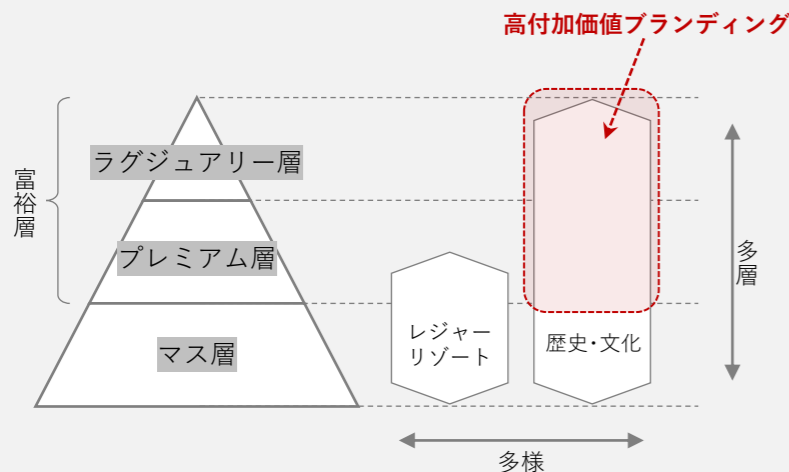 高付加価値ブランディング
富裕層
ラグジュアリー層
プレミアム層
マス層
レジャー
リゾート
歴史・文化
多層
多様